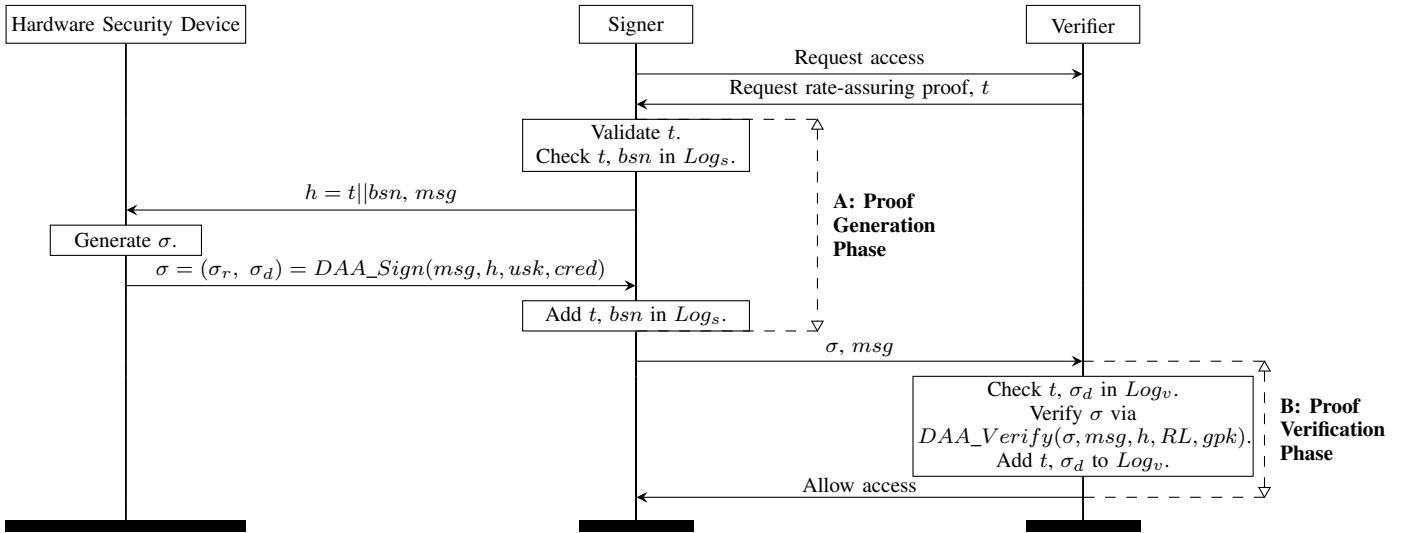 Hardware Security Device
Signer
Verifier
Request access
Request rate-assuring proof, t
Validate t.
Check t, bsn in Log_s.
h = t||bsn, msg
A: Proof
Generation
Phase
Generate σ.
σ = (σ_r, σ_d) = DAA_Sign(msg, h, usk, cred)
Add t, bsn in Log_s.
σ, msg
Check t, σ_d in Log_v.
Verify σ via
DAA_Verify(σ, msg, h, RL, gpk).
Add t, σ_d to Log_v.
B: Proof
Verification
Phase
Allow access